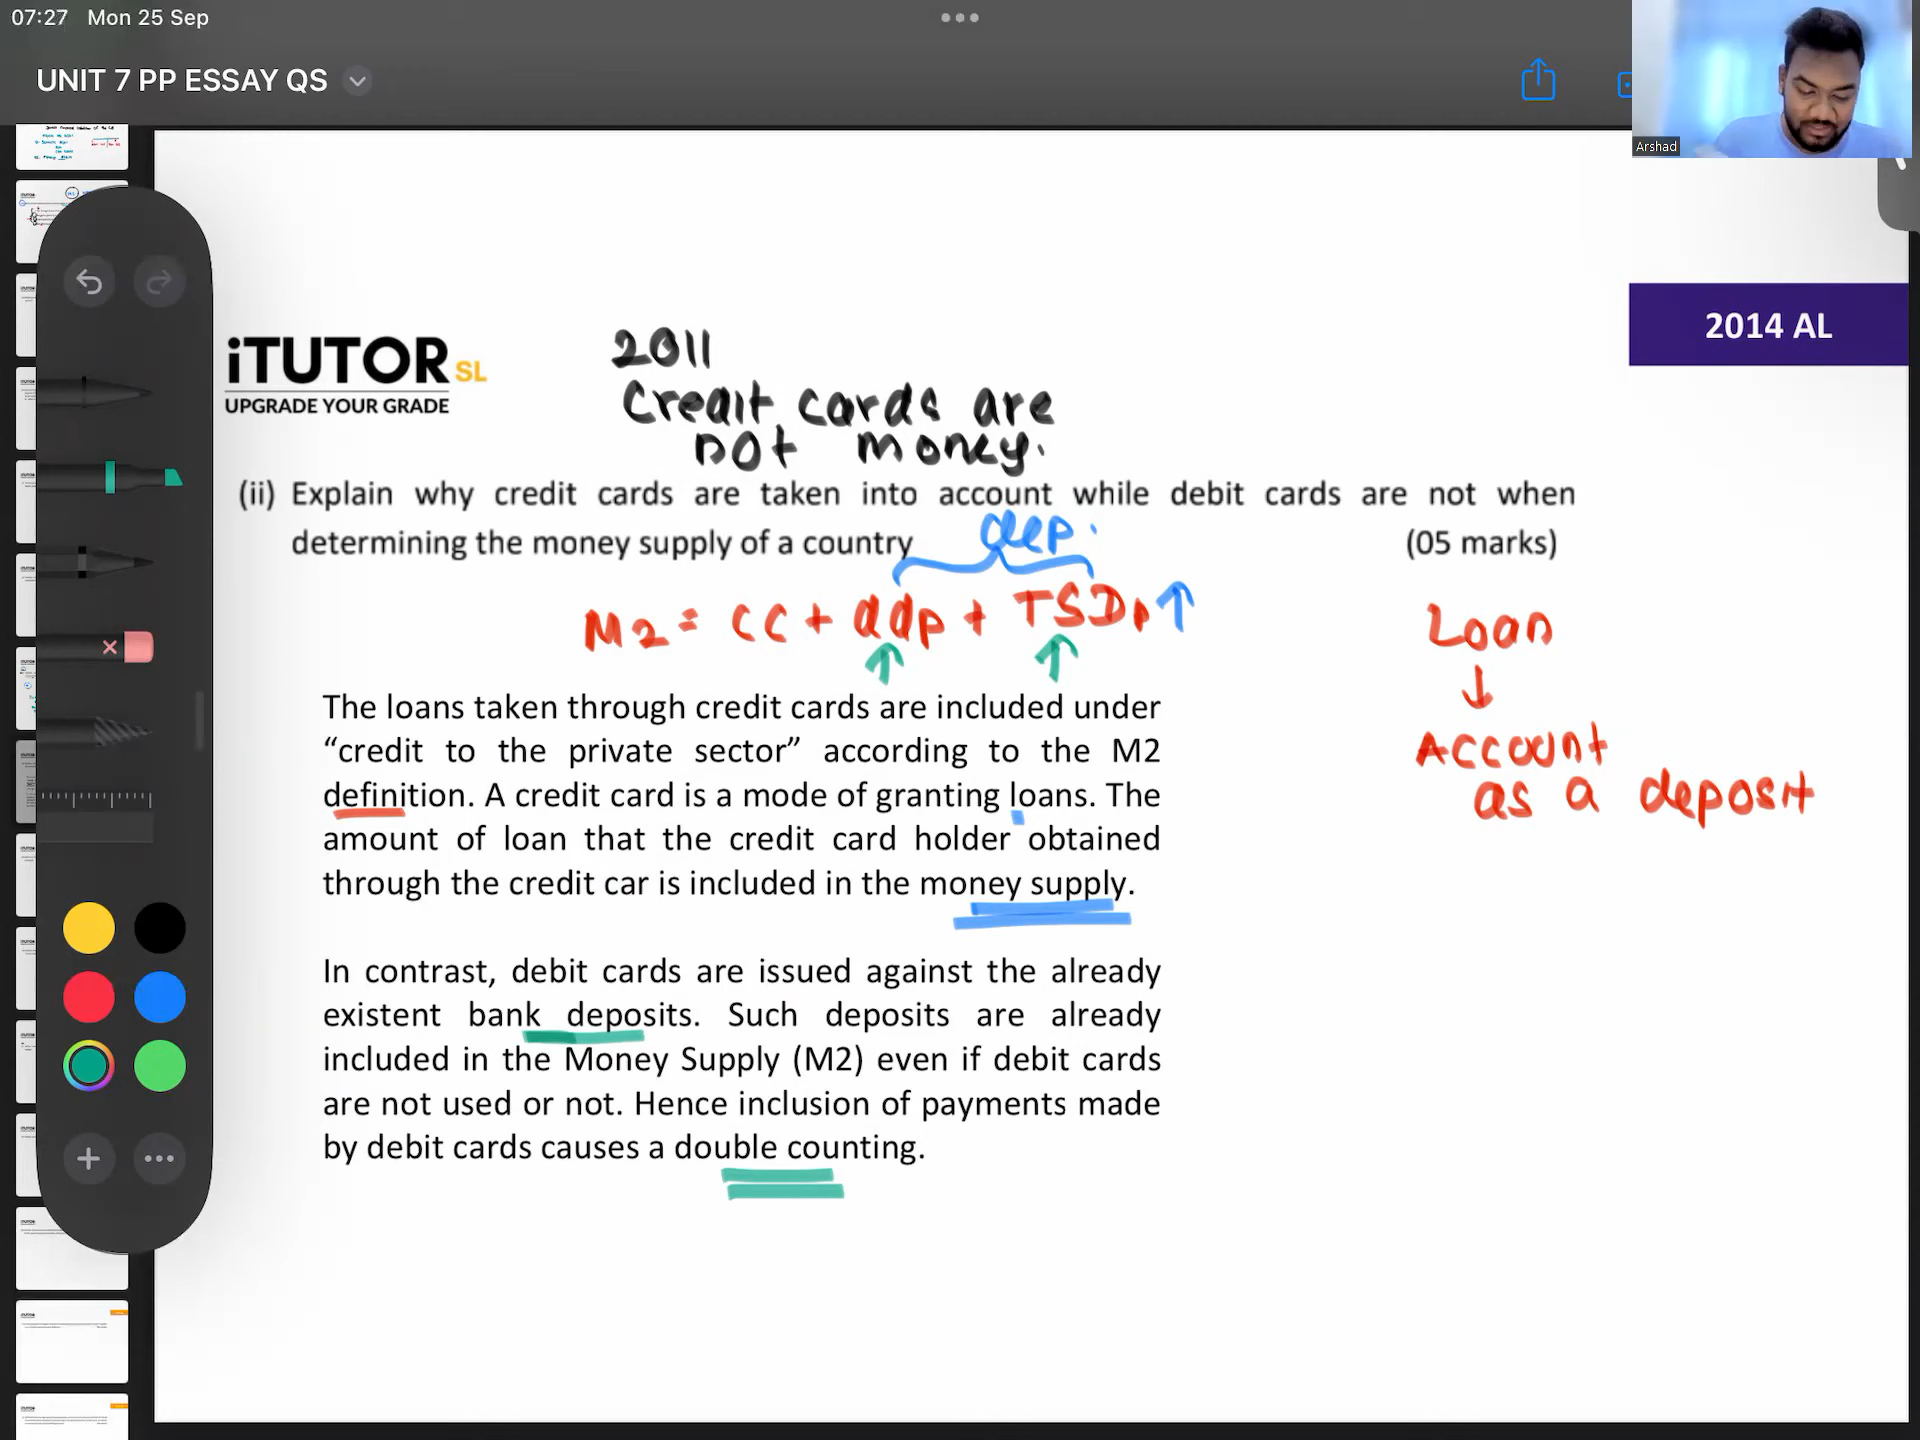 07:27 Mon 25 Sep
UNIT 7 PP ESSAY QS
Arshad
2014 AL
iTUTOR SL
UPGRADE YOUR GRADE
2011
Credit cards are
not money.
(ii) Explain why credit cards are taken into account while debit cards are not when
determining the money supply of a country (05 marks)
dep.
M2 = CC + ddp + TSDp ↑
↑ ↑
Loan
↓
Account
as a deposit
The loans taken through credit cards are included under
“credit to the private sector” according to the M2
definition. A credit card is a mode of granting loans. The
amount of loan that the credit card holder obtained
through the credit car is included in the money supply.
In contrast, debit cards are issued against the already
existent bank deposits. Such deposits are already
included in the Money Supply (M2) even if debit cards
are not used or not. Hence inclusion of payments made
by debit cards causes a double counting.